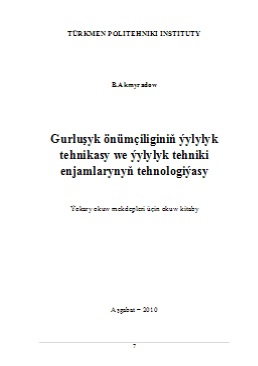 TÜRKMEN POLITEHNIKI INSTITUTY
B.Akmyradow
Gurluşyk önümçiliginiň ýylylyk
tehnikasy we ýylylyk tehniki
enjamlarynyň tehnologiýasy
Ýokary okuw mekdepleri üçin okuw kitaby
Aşgabat – 2010
7